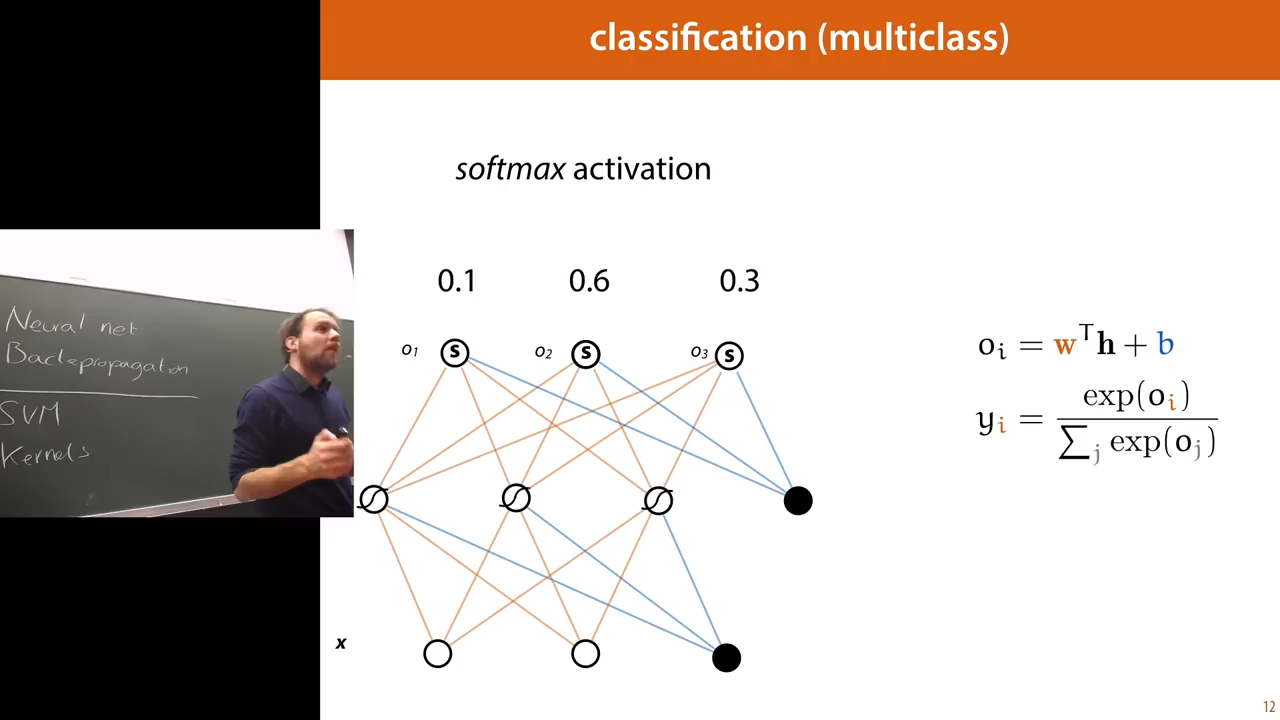 classification (multiclass)
softmax activation
0.1 0.6 0.3
o₁ S o₂ S o₃ S
Neural net
Backpropagation
SVM
Kernels
oᵢ = wᵀh + b
yᵢ = exp(oᵢ) / ∑ⱼ exp(oⱼ)
x
12